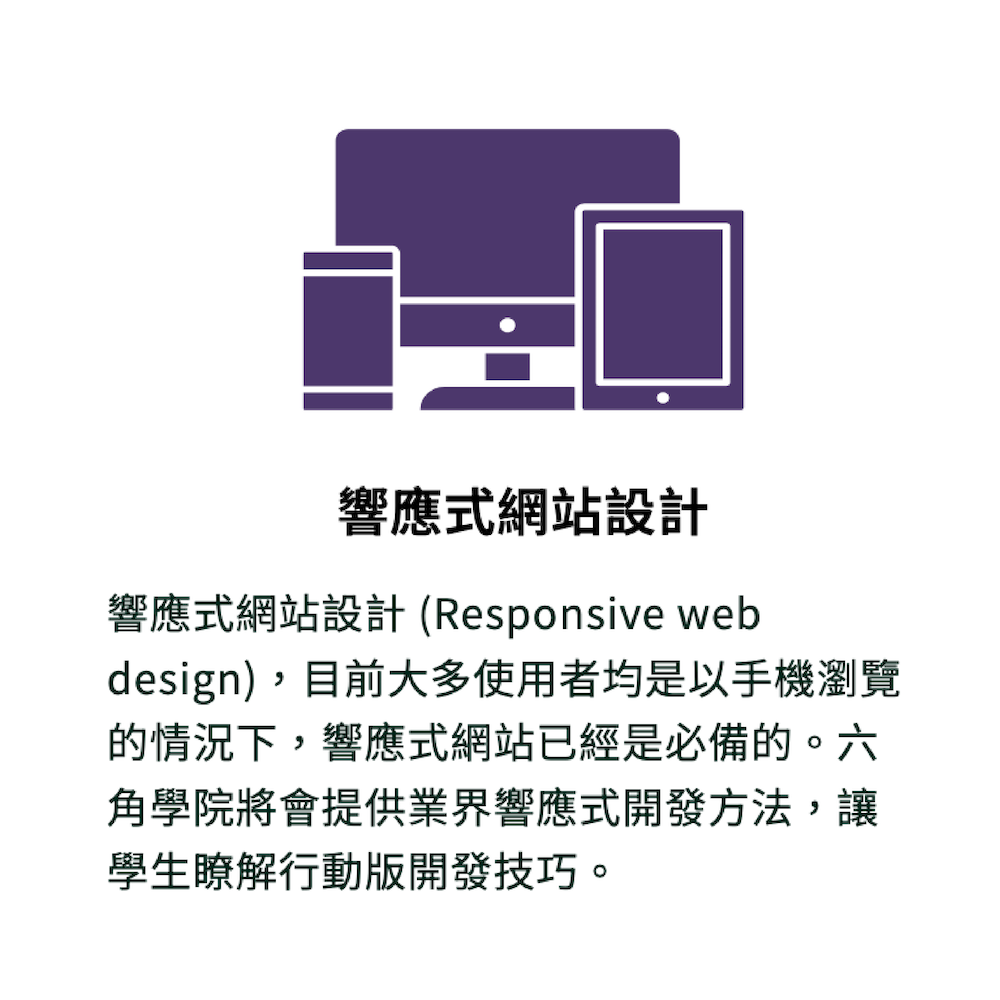 響應式網站設計
響應式網站設計 (Responsive web
design)，目前大多使用者均是以手機瀏覽
的情況下，響應式網站已經是必備的。六
角學院將會提供業界響應式開發方法，讓
學生瞭解行動版開發技巧。